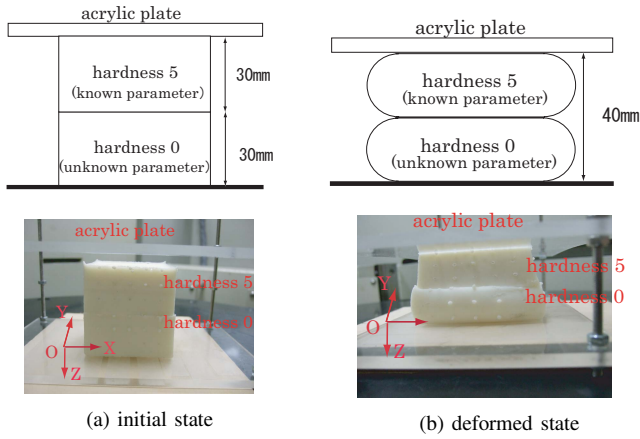 acrylic plate
hardness 5
(known parameter)
30mm
hardness 0
(unknown parameter)
30mm
acrylic plate
hardness 5
(known parameter)
hardness 0
(unknown parameter)
40mm
acrylic plate
hardness 5
hardness 0
Y
O
X
Z
(a) initial state
acrylic plate
hardness 5
hardness 0
Y
O
Z
(b) deformed state